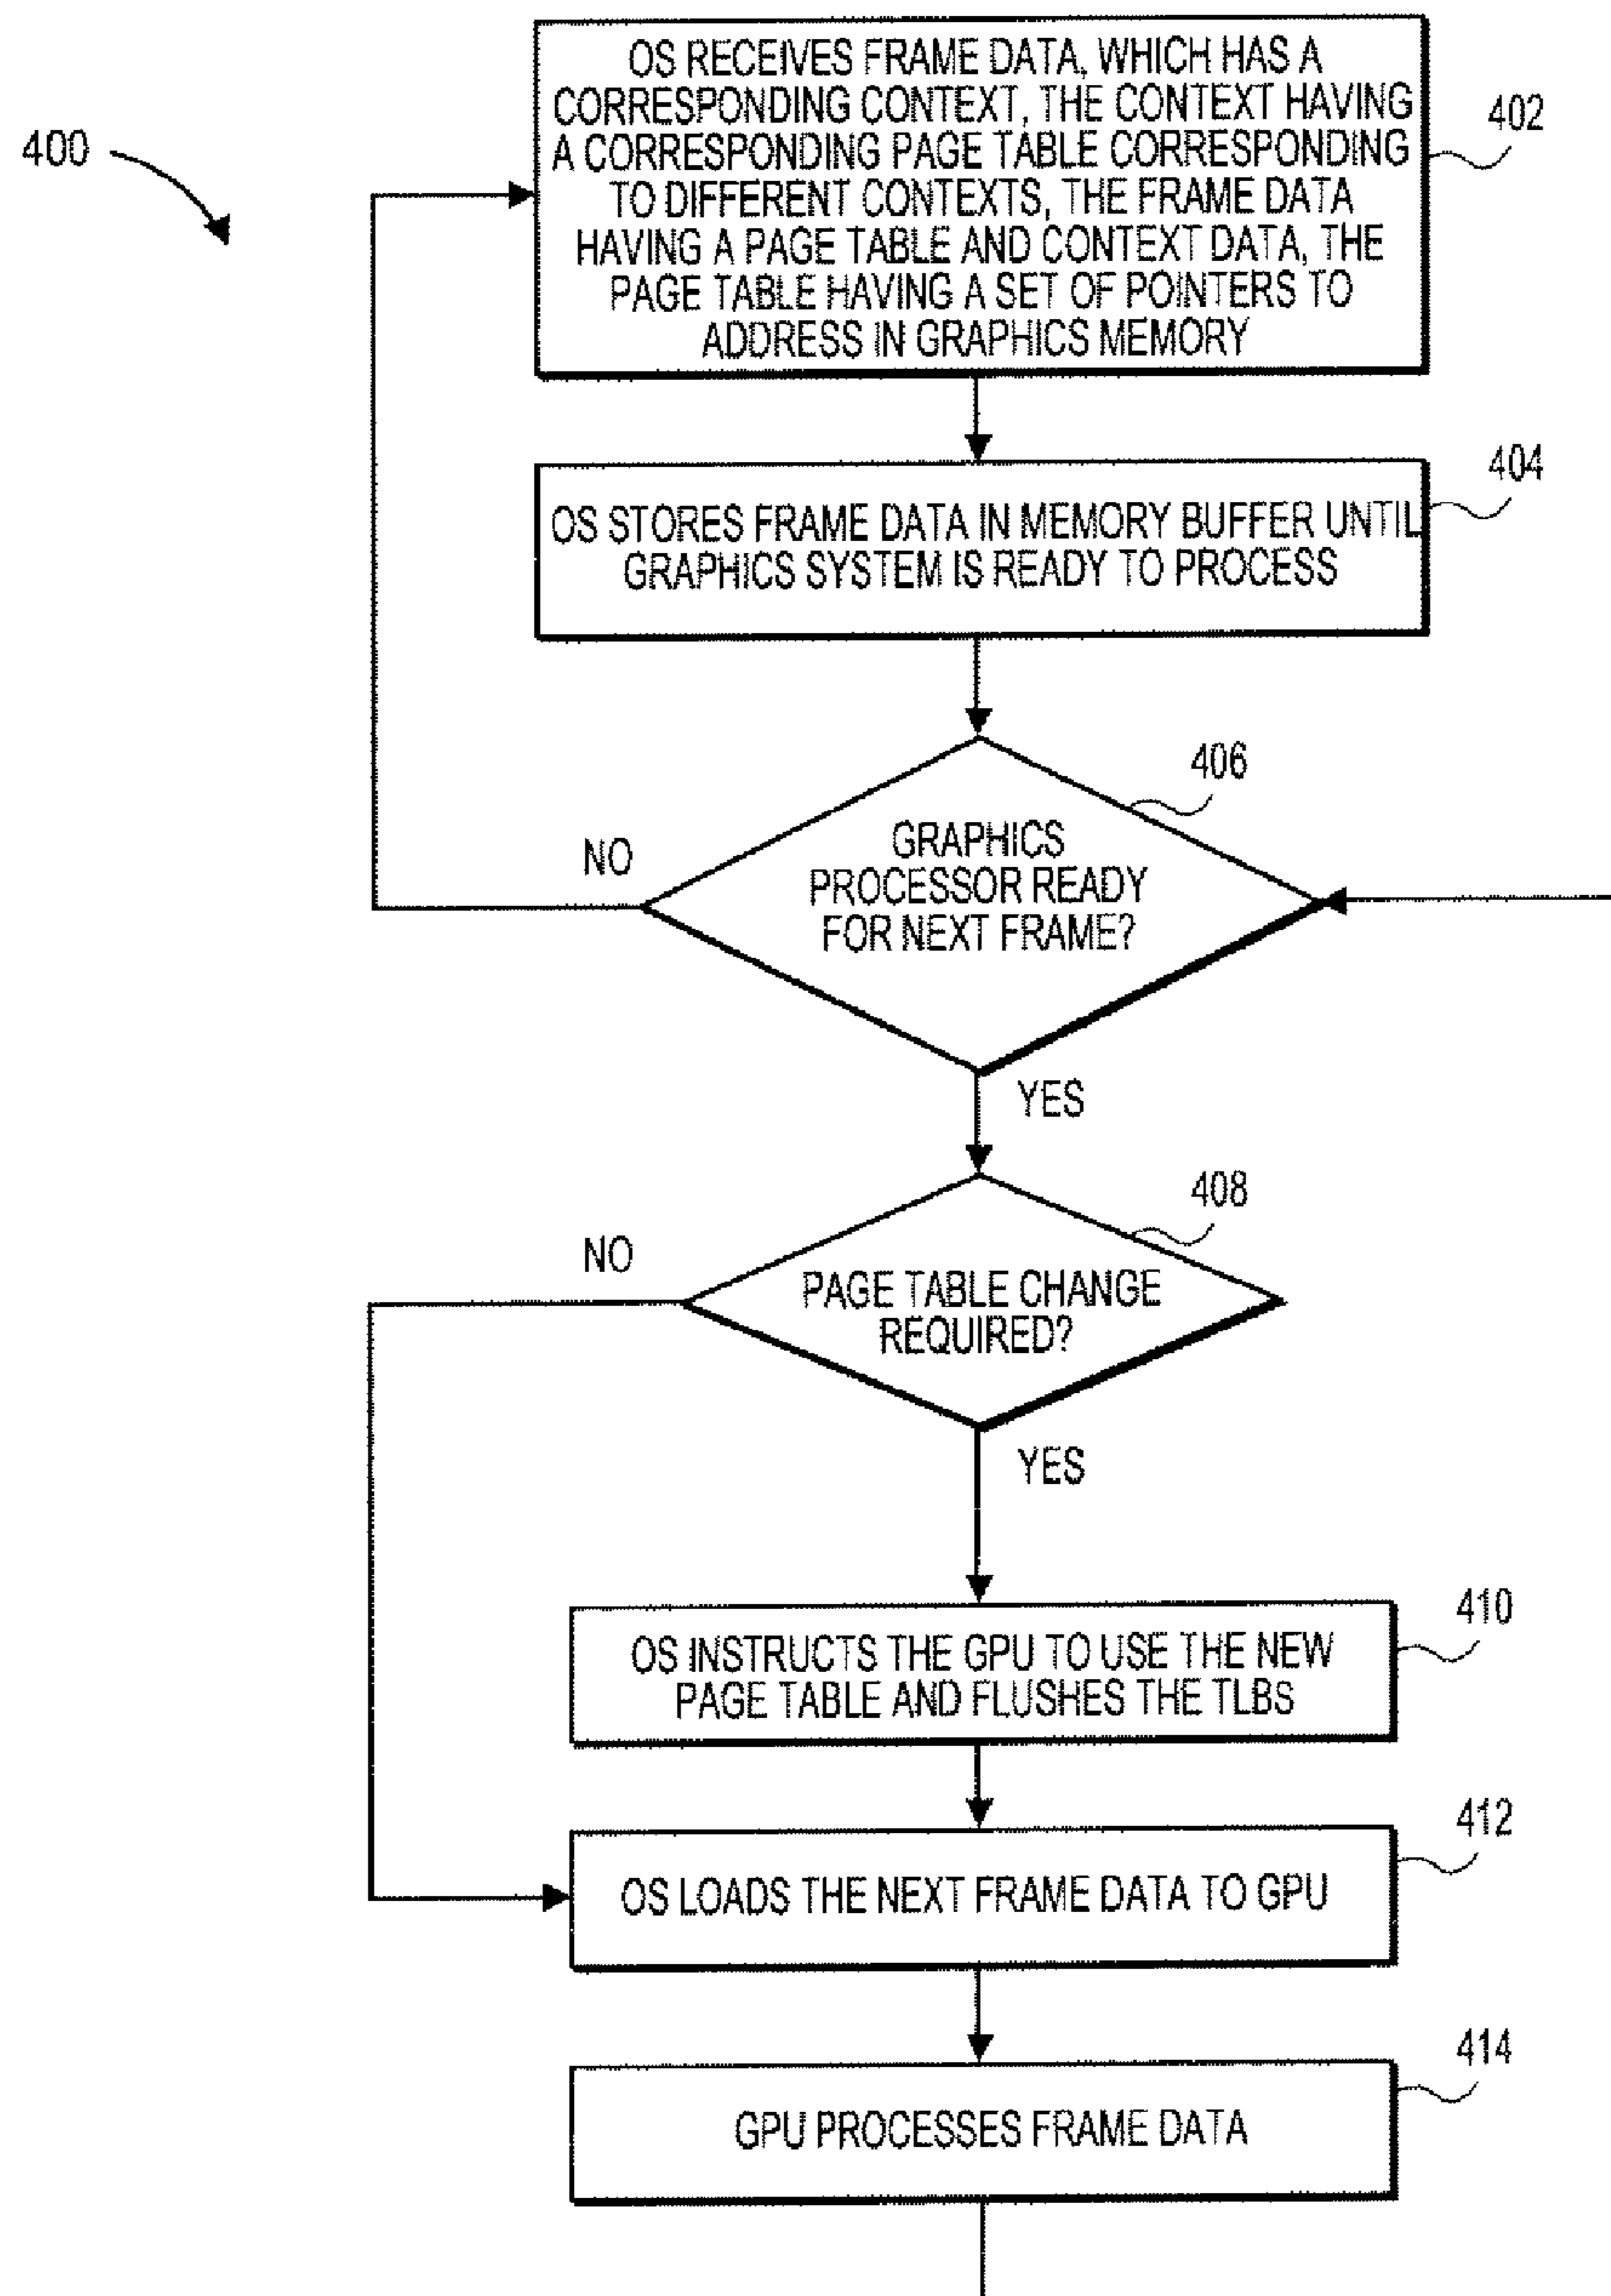 400
OS RECEIVES FRAME DATA, WHICH HAS A
CORRESPONDING CONTEXT, THE CONTEXT HAVING
A CORRESPONDING PAGE TABLE CORRESPONDING
TO DIFFERENT CONTEXTS, THE FRAME DATA
HAVING A PAGE TABLE AND CONTEXT DATA, THE
PAGE TABLE HAVING A SET OF POINTERS TO
ADDRESS IN GRAPHICS MEMORY
402
OS STORES FRAME DATA IN MEMORY BUFFER UNTIL
GRAPHICS SYSTEM IS READY TO PROCESS
404
GRAPHICS
PROCESSOR READY
FOR NEXT FRAME?
406
NO
YES
PAGE TABLE CHANGE
REQUIRED?
408
NO
YES
OS INSTRUCTS THE GPU TO USE THE NEW
PAGE TABLE AND FLUSHES THE TLBS
410
OS LOADS THE NEXT FRAME DATA TO GPU
412
GPU PROCESSES FRAME DATA
414